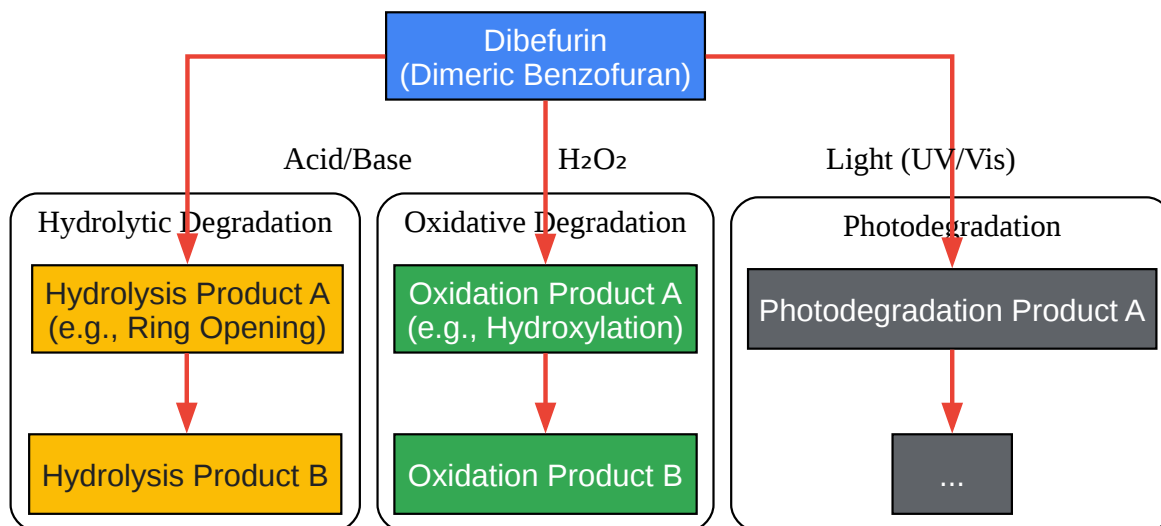 Dibefurin
(Dimeric Benzofuran)
Acid/Base
H₂O₂
Light (UV/Vis)
Hydrolytic Degradation
Oxidative Degradation
Photodegradation
Hydrolysis Product A
(e.g., Ring Opening)
Oxidation Product A
(e.g., Hydroxylation)
Photodegradation Product A
Hydrolysis Product B
Oxidation Product B
...